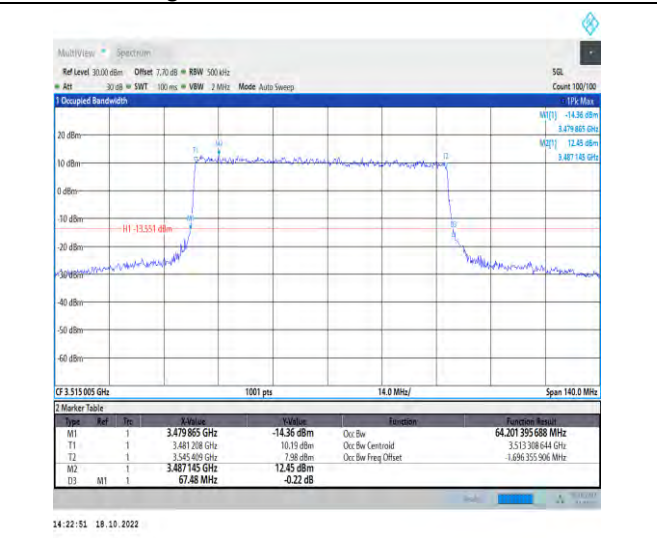 MultiView Spectrum
Ref Level 30.00 dBm Offset 7.70 dB RBW 500 kHz SGL
Att 30 dB SWT 100 ms VBW 2 MHz Mode Auto Sweep Count 100/100
1 Occupied Bandwidth 1Pk Max
M1[1] -14.36 dBm
3.479 865 GHz
20 dBm
M2[1] 12.45 dBm
3.487 145 GHz
T1 M2 T2
10 dBm
0 dBm
-10 dBm
H1 -13.551 dBm
-20 dBm
-30 dBm
-40 dBm
-50 dBm
-60 dBm
CF 3.515 005 GHz 1001 pts 14.0 MHz/ Span 140.0 MHz
2 Marker Table
Type Ref Trc X-Value Y-Value Function Function Result
M1 1 3.479 865 GHz -14.36 dBm Occ Bw 64.201 395 688 MHz
T1 1 3.481 208 GHz 10.19 dBm Occ Bw Centroid 3.513 308 644 GHz
T2 1 3.545 409 GHz 7.98 dBm Occ Bw Freq Offset -1.696 355 906 MHz
M2 1 3.487 145 GHz 12.45 dBm
D3 M1 1 67.48 MHz -0.22 dB
14:22:51 18.10.2022